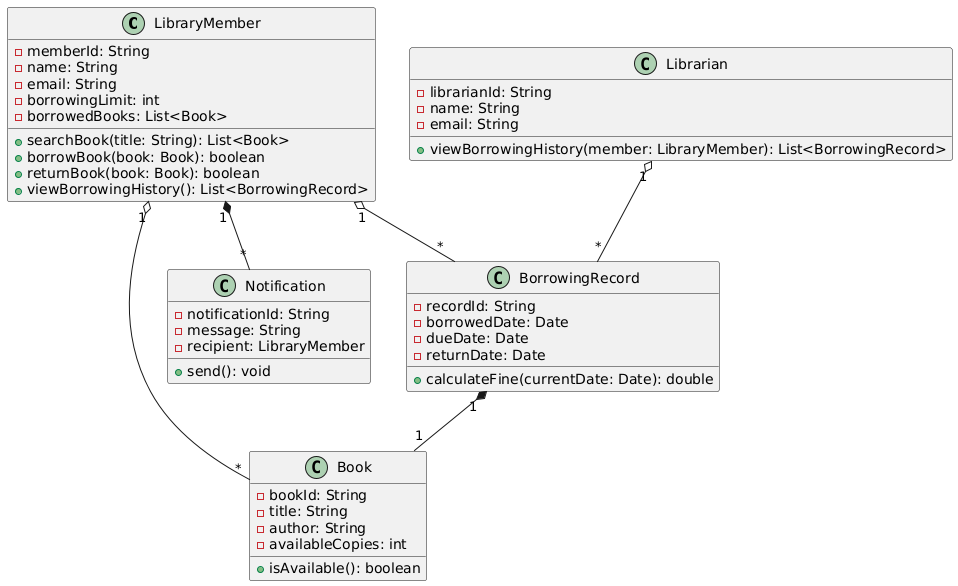 C LibraryMember
memberId: String
name: String
email: String
borrowingLimit: int
borrowedBooks: List<Book>
searchBook(title: String): List<Book>
borrowBook(book: Book): boolean
returnBook(book: Book): boolean
viewBorrowingHistory(): List<BorrowingRecord>
C Librarian
librarianId: String
name: String
email: String
viewBorrowingHistory(member: LibraryMember): List<BorrowingRecord>
1
1
1
1
*
*
*
C Notification
notificationId: String
message: String
recipient: LibraryMember
send(): void
C BorrowingRecord
recordId: String
borrowedDate: Date
dueDate: Date
returnDate: Date
calculateFine(currentDate: Date): double
1
1
*
C Book
bookId: String
title: String
author: String
availableCopies: int
isAvailable(): boolean